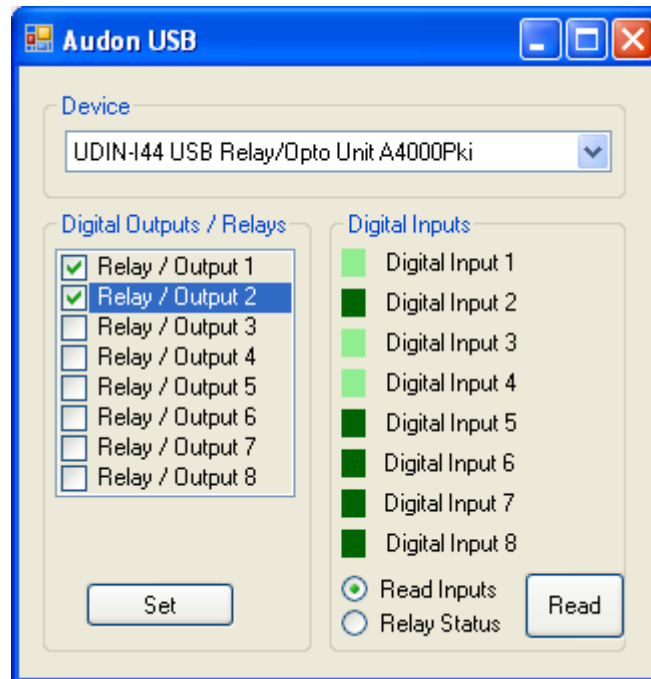 Audon USB
Device
UDIN-I44 USB Relay/Opto Unit A4000Pki
Digital Outputs / Relays
Relay / Output 1
Relay / Output 2
Relay / Output 3
Relay / Output 4
Relay / Output 5
Relay / Output 6
Relay / Output 7
Relay / Output 8
Set
Digital Inputs
Digital Input 1
Digital Input 2
Digital Input 3
Digital Input 4
Digital Input 5
Digital Input 6
Digital Input 7
Digital Input 8
Read Inputs
Relay Status
Read